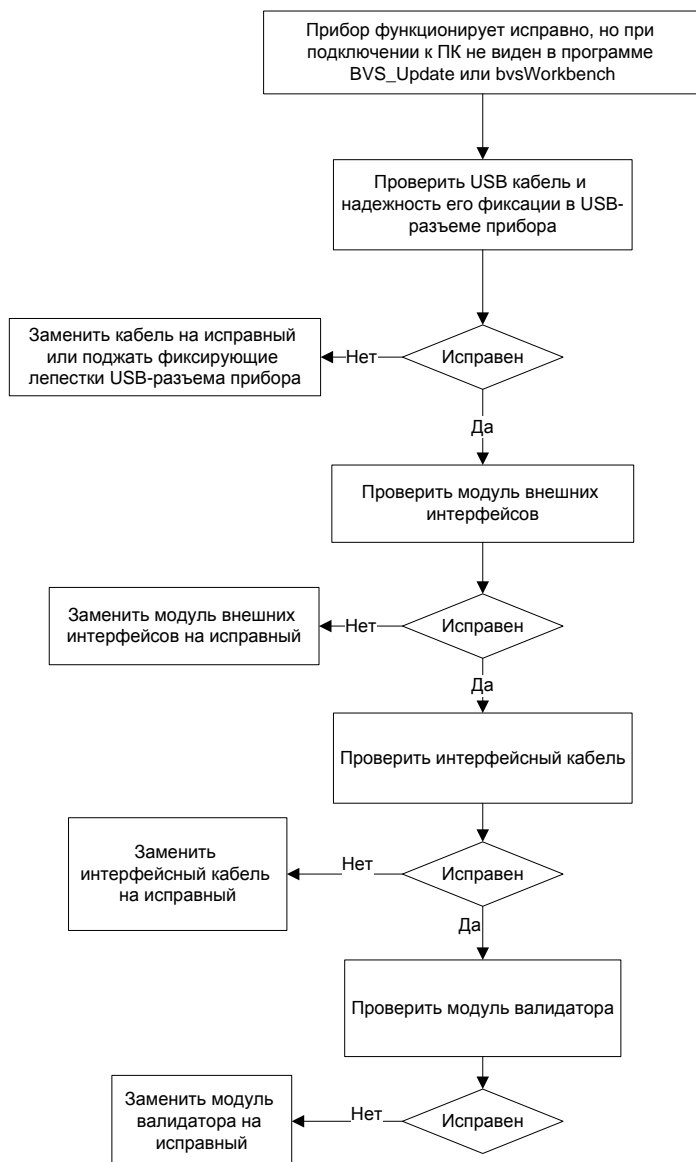 Прибор функционирует исправно, но при
подключении к ПК не виден в программе
BVS_Update или bvsWorkbench
Проверить USB кабель и
надежность его фиксации в USB-
разъеме прибора
Заменить кабель на исправный
или поджать фиксирующие
лепестки USB-разъема прибора
Нет
Исправен
Да
Проверить модуль внешних
интерфейсов
Заменить модуль внешних
интерфейсов на исправный
Нет
Исправен
Да
Проверить интерфейсный кабель
Заменить
интерфейсный кабель
на исправный
Нет
Исправен
Да
Проверить модуль валидатора
Заменить модуль
валидатора на
исправный
Нет
Исправен